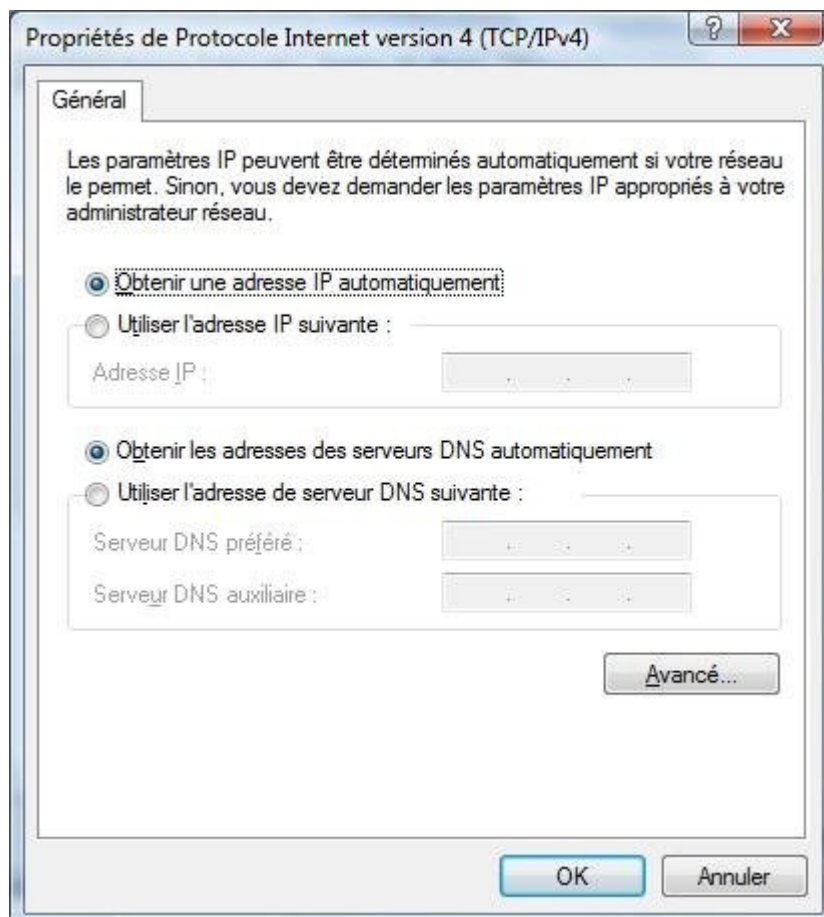 Propriétés de Protocole Internet version 4 (TCP/IPv4)
Général
Les paramètres IP peuvent être déterminés automatiquement si votre réseau
le permet. Sinon, vous devez demander les paramètres IP appropriés à votre
administrateur réseau.
Obtenir une adresse IP automatiquement
Utiliser l'adresse IP suivante :
Adresse IP :
Obtenir les adresses des serveurs DNS automatiquement
Utiliser l'adresse de serveur DNS suivante :
Serveur DNS préféré :
Serveur DNS auxiliaire :
Avancé...
OK Annuler